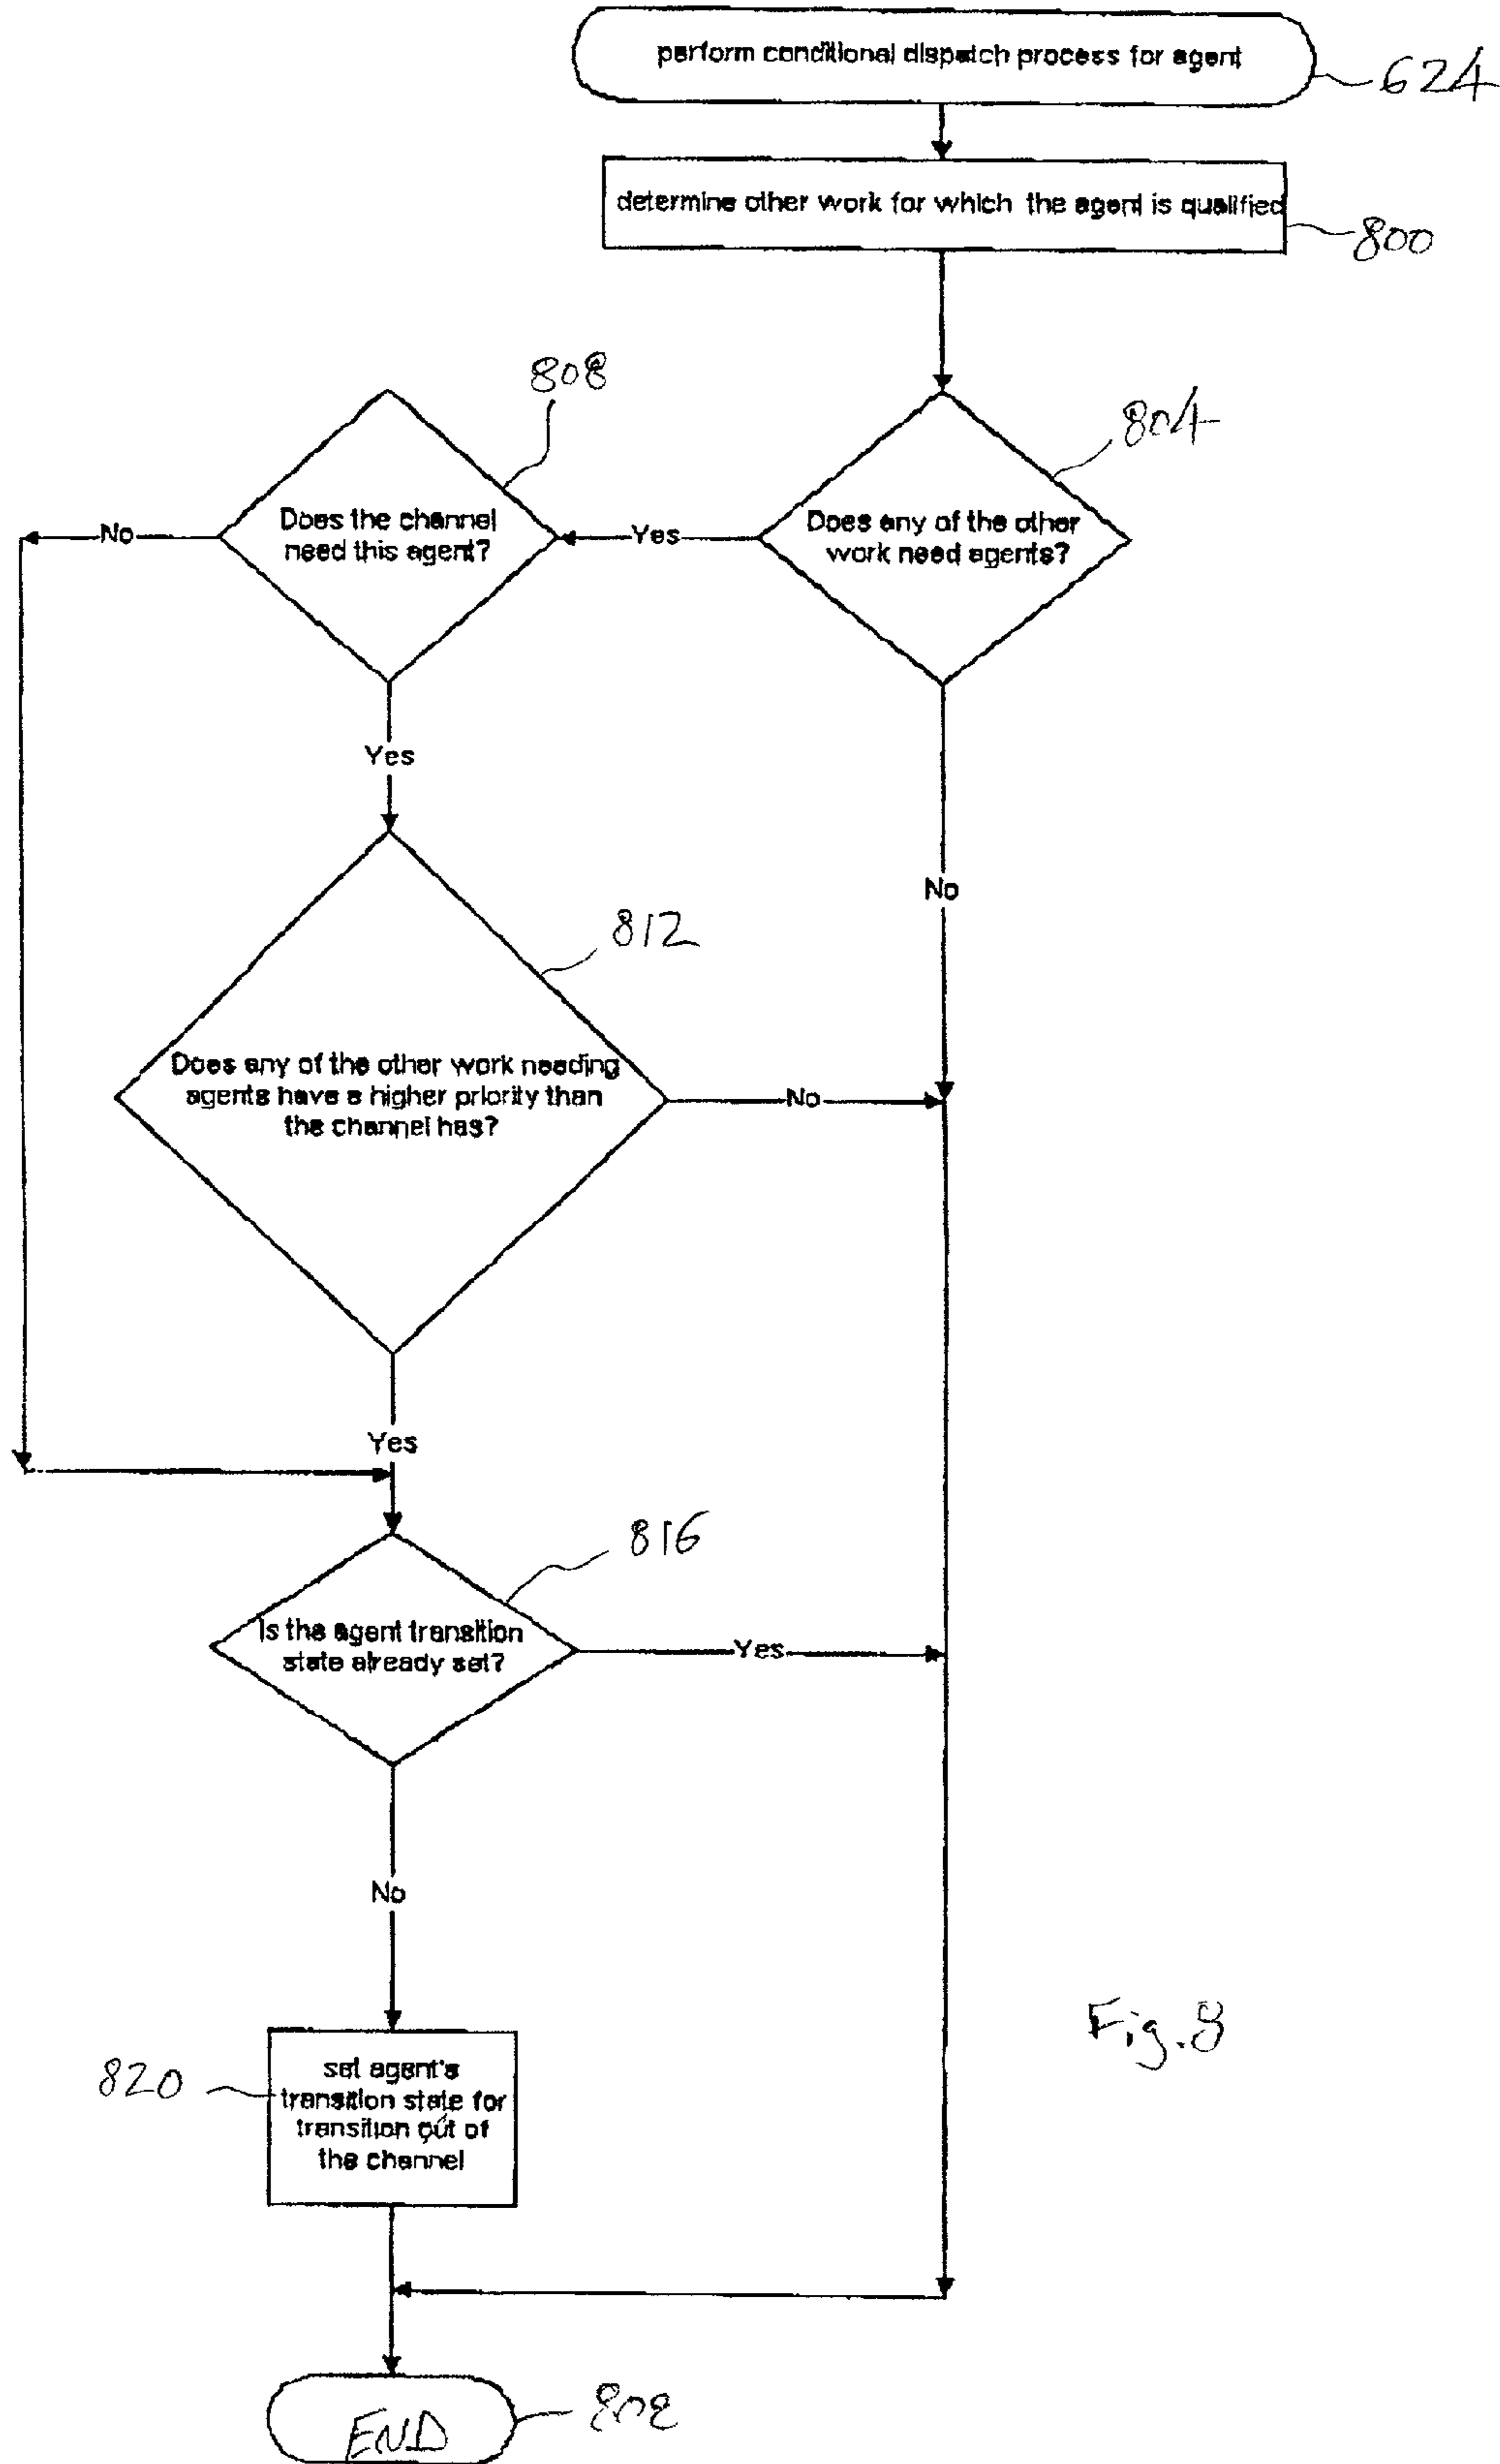 perform conditional dispatch process for agent
624
determine other work for which the agent is qualified
800
808
804
Does the channel
need this agent?
Does any of the other
work need agents?
No
Yes
Yes
No
812
Does any of the other work needing
agents have a higher priority than
the channel has?
No
Yes
816
Is the agent transition
state already set?
Yes
No
Fig. 8
820
set agent's
transition state for
transition out of
the channel
END
802